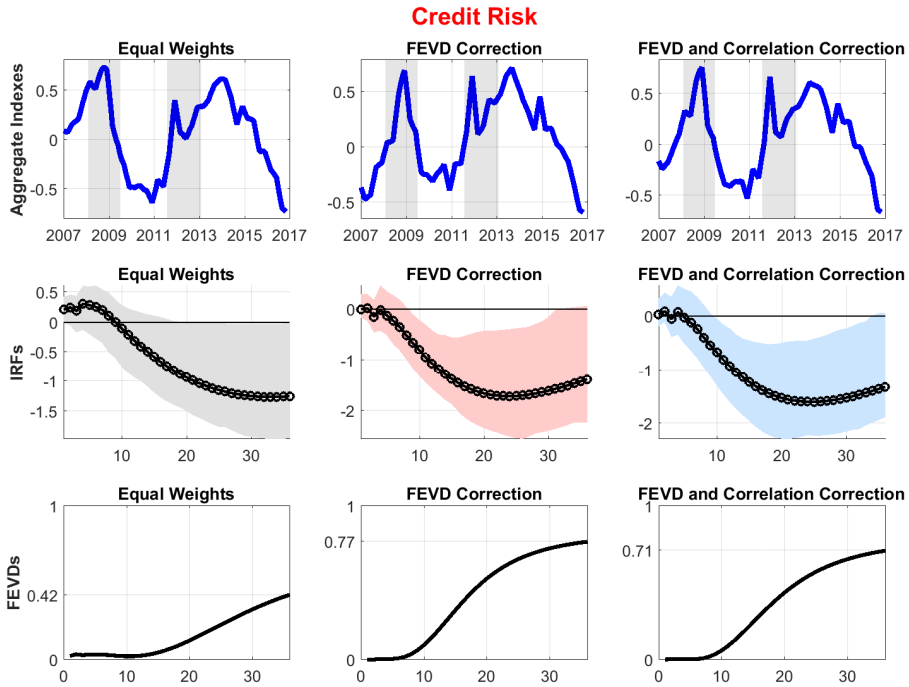 Credit Risk
Equal Weights
FEVD Correction
FEVD and Correlation Correction
Aggregate Indexes
0.5
0
-0.5
2007 2009 2011 2013 2015 2017
0.5
0
-0.5
2007 2009 2011 2013 2015 2017
0.5
0
-0.5
2007 2009 2011 2013 2015 2017
Equal Weights
FEVD Correction
FEVD and Correlation Correction
IRFs
0.5
0
-0.5
-1
-1.5
10 20 30
0
-1
-2
10 20 30
0
-1
-2
10 20 30
Equal Weights
FEVD Correction
FEVD and Correlation Correction
FEVDs
1
0.42
0
0 10 20 30
1
0.77
0
0 10 20 30
1
0.71
0
0 10 20 30